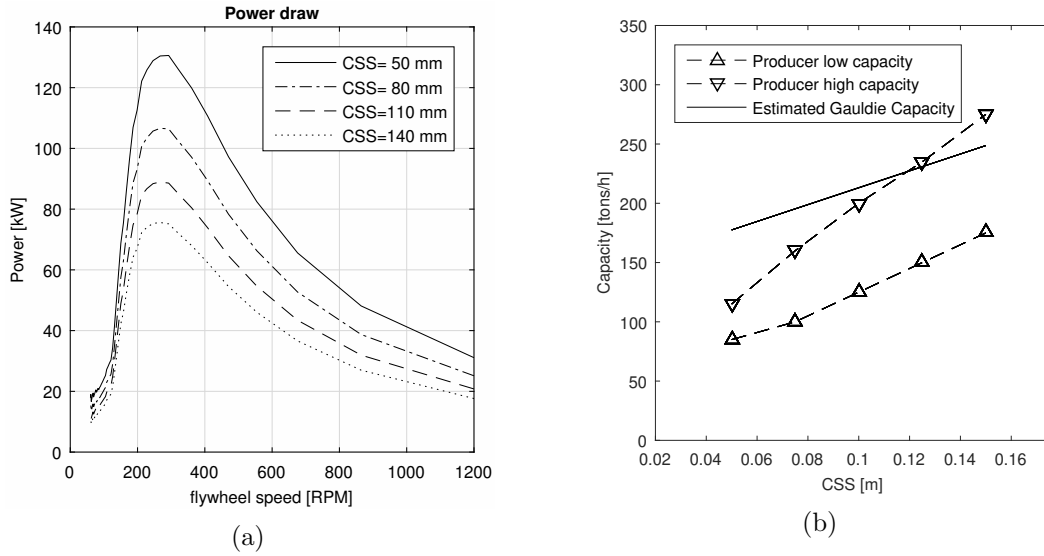 Power draw
140
120
100
80
60
40
20
0
0 200 400 600 800 1000 1200
Power [kW]
flywheel speed [RPM]
CSS= 50 mm
CSS= 80 mm
CSS=110 mm
CSS=140 mm
(a)
350
300
250
200
150
100
50
0
0.02 0.04 0.06 0.08 0.1 0.12 0.14 0.16
Capacity [tons/h]
CSS [m]
Producer low capacity
Producer high capacity
Estimated Gauldie Capacity
(b)